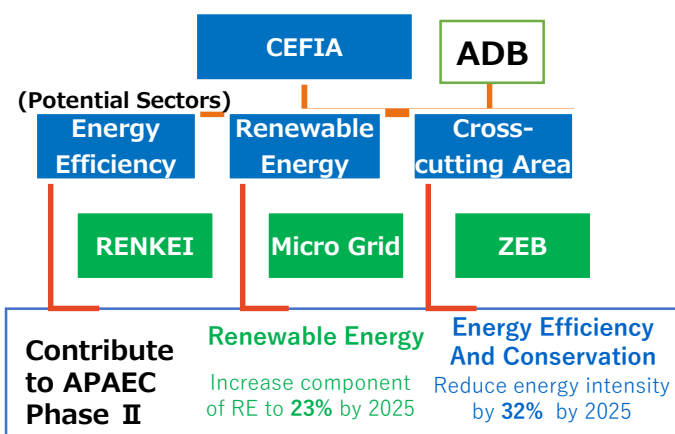 CEFIA
ADB
(Potential Sectors)
Energy
Efficiency
Renewable
Energy
Cross-
cutting Area
RENKEI
Micro Grid
ZEB
Contribute
to APAEC
Phase Ⅱ
Renewable Energy
Increase component
of RE to 23% by 2025
Energy Efficiency
And Conservation
Reduce energy intensity
by 32% by 2025